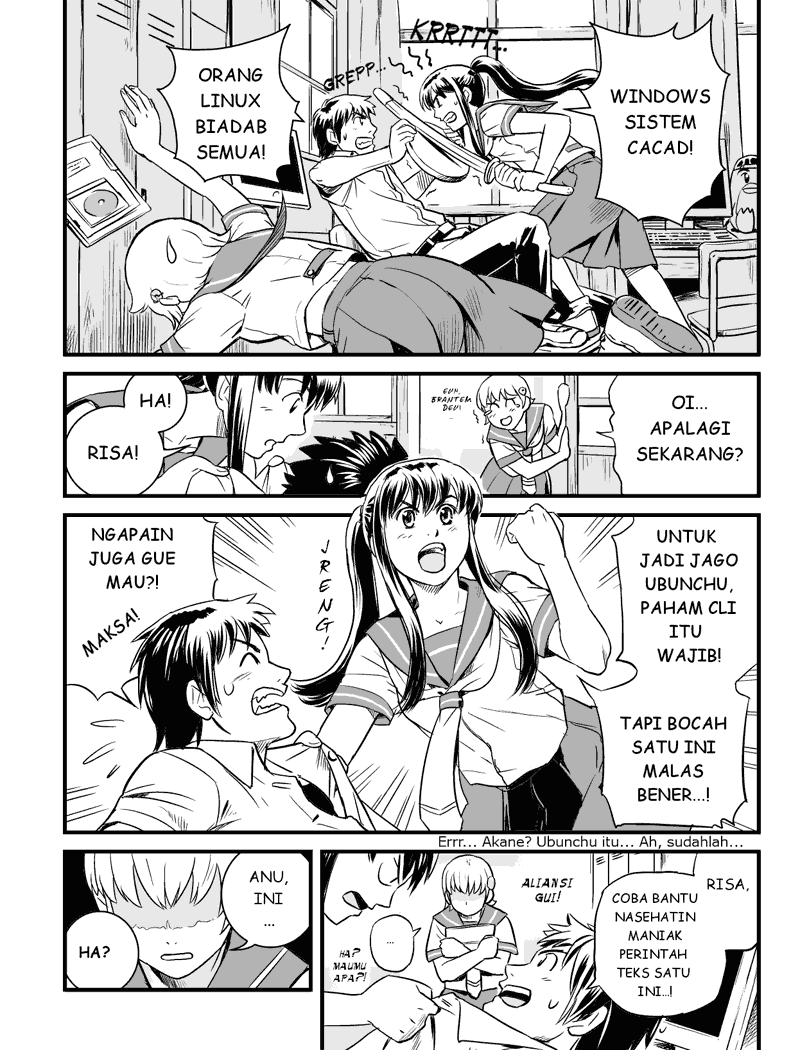 WINDOWS
SISTEM
CACAD!
KRRTTT...
GREPP...
ORANG
LINUX
BIADAB
SEMUA!
OI...
APALAGI
SEKARANG?
EUH,
BRANTEM
DEUI
HA!
RISA!
UNTUK
JADI JAGO
UBUNCHU,
PAHAM CLI
ITU
WAJIB!
TAPI BOCAH
SATU INI
MALAS
BENER...!
JRENG!
NGAPAIN
JUGA GUE
MAU?!
MAKSA!
Errr... Akane? Ubunchu itu... Ah, sudahlah...
RISA,
COBA BANTU
NASEHATIN
MANIAK
PERINTAH
TEKS SATU
INI...!
ALIANSI
GUI!
...
HA?
MAUMU
APA?!
ANU,
INI
...
HA?